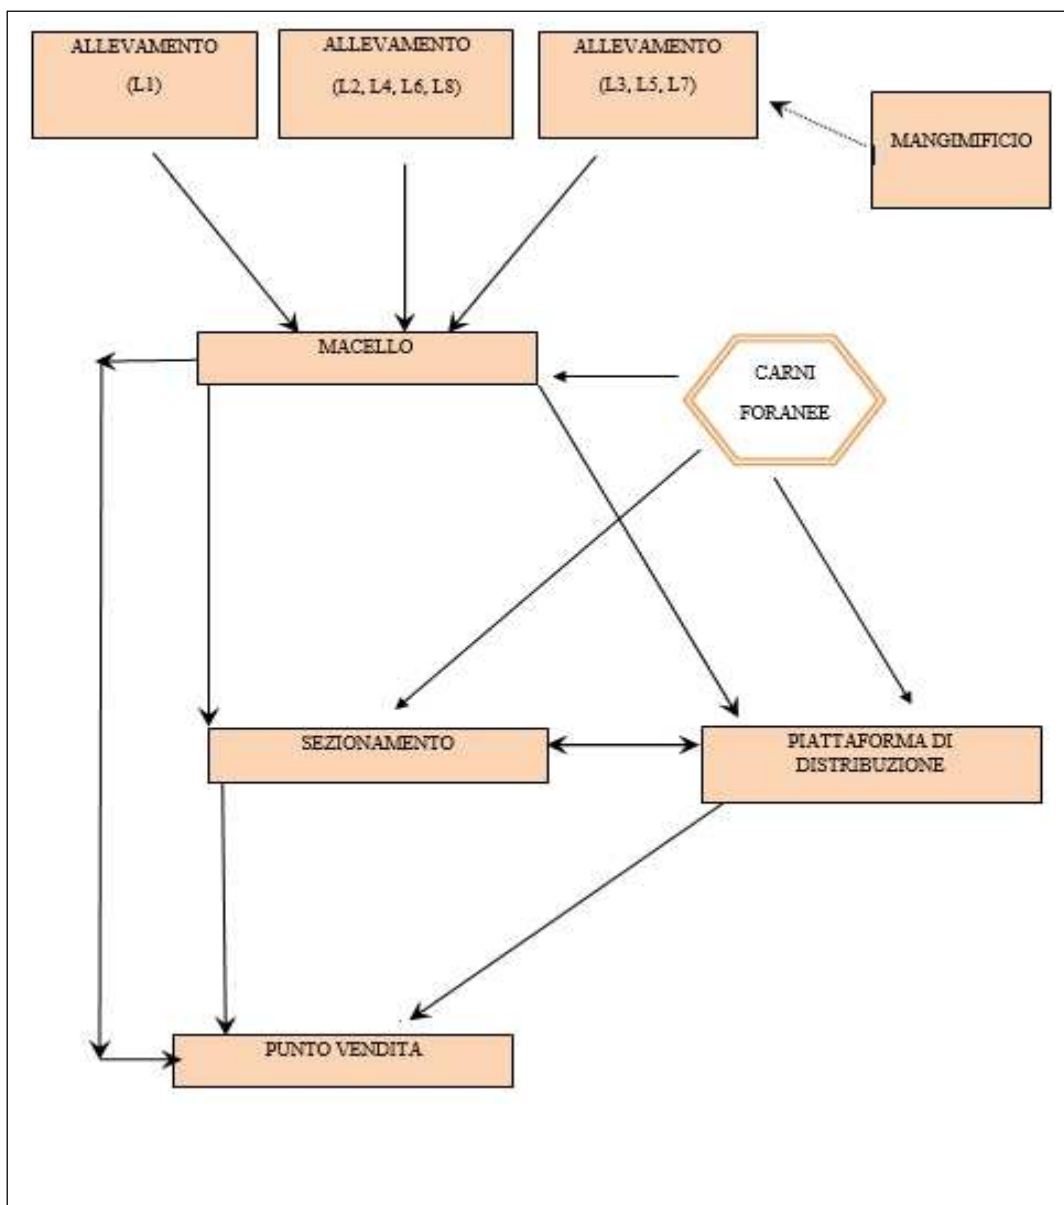 ALLEVAMENTO
(L1)
ALLEVAMENTO
(L2, L4, L6, L8)
ALLEVAMENTO
(L3, L5, L7)
MANGIMIFICIO
MACELLO
CARNI
FORANEE
SEZIONAMENTO
PIATTAFORMA DI
DISTRIBUZIONE
PUNTO VENDITA